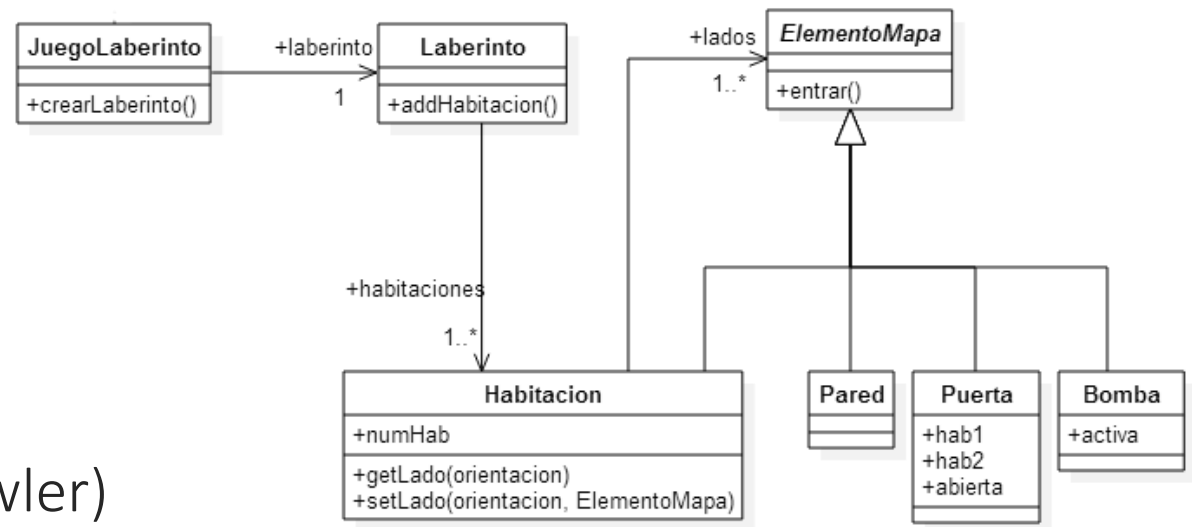 JuegoLaberinto
+crearLaberinto()
+laberinto
1
Laberinto
+addHabitacion()
+lados
1..*
ElementoMapa
+entrar()
+habitaciones
1..*
Habitacion
+numHab
+getLado(orientacion)
+setLado(orientacion, ElementoMapa)
Pared
Puerta
+hab1
+hab2
+abierta
Bomba
+activa
wler)